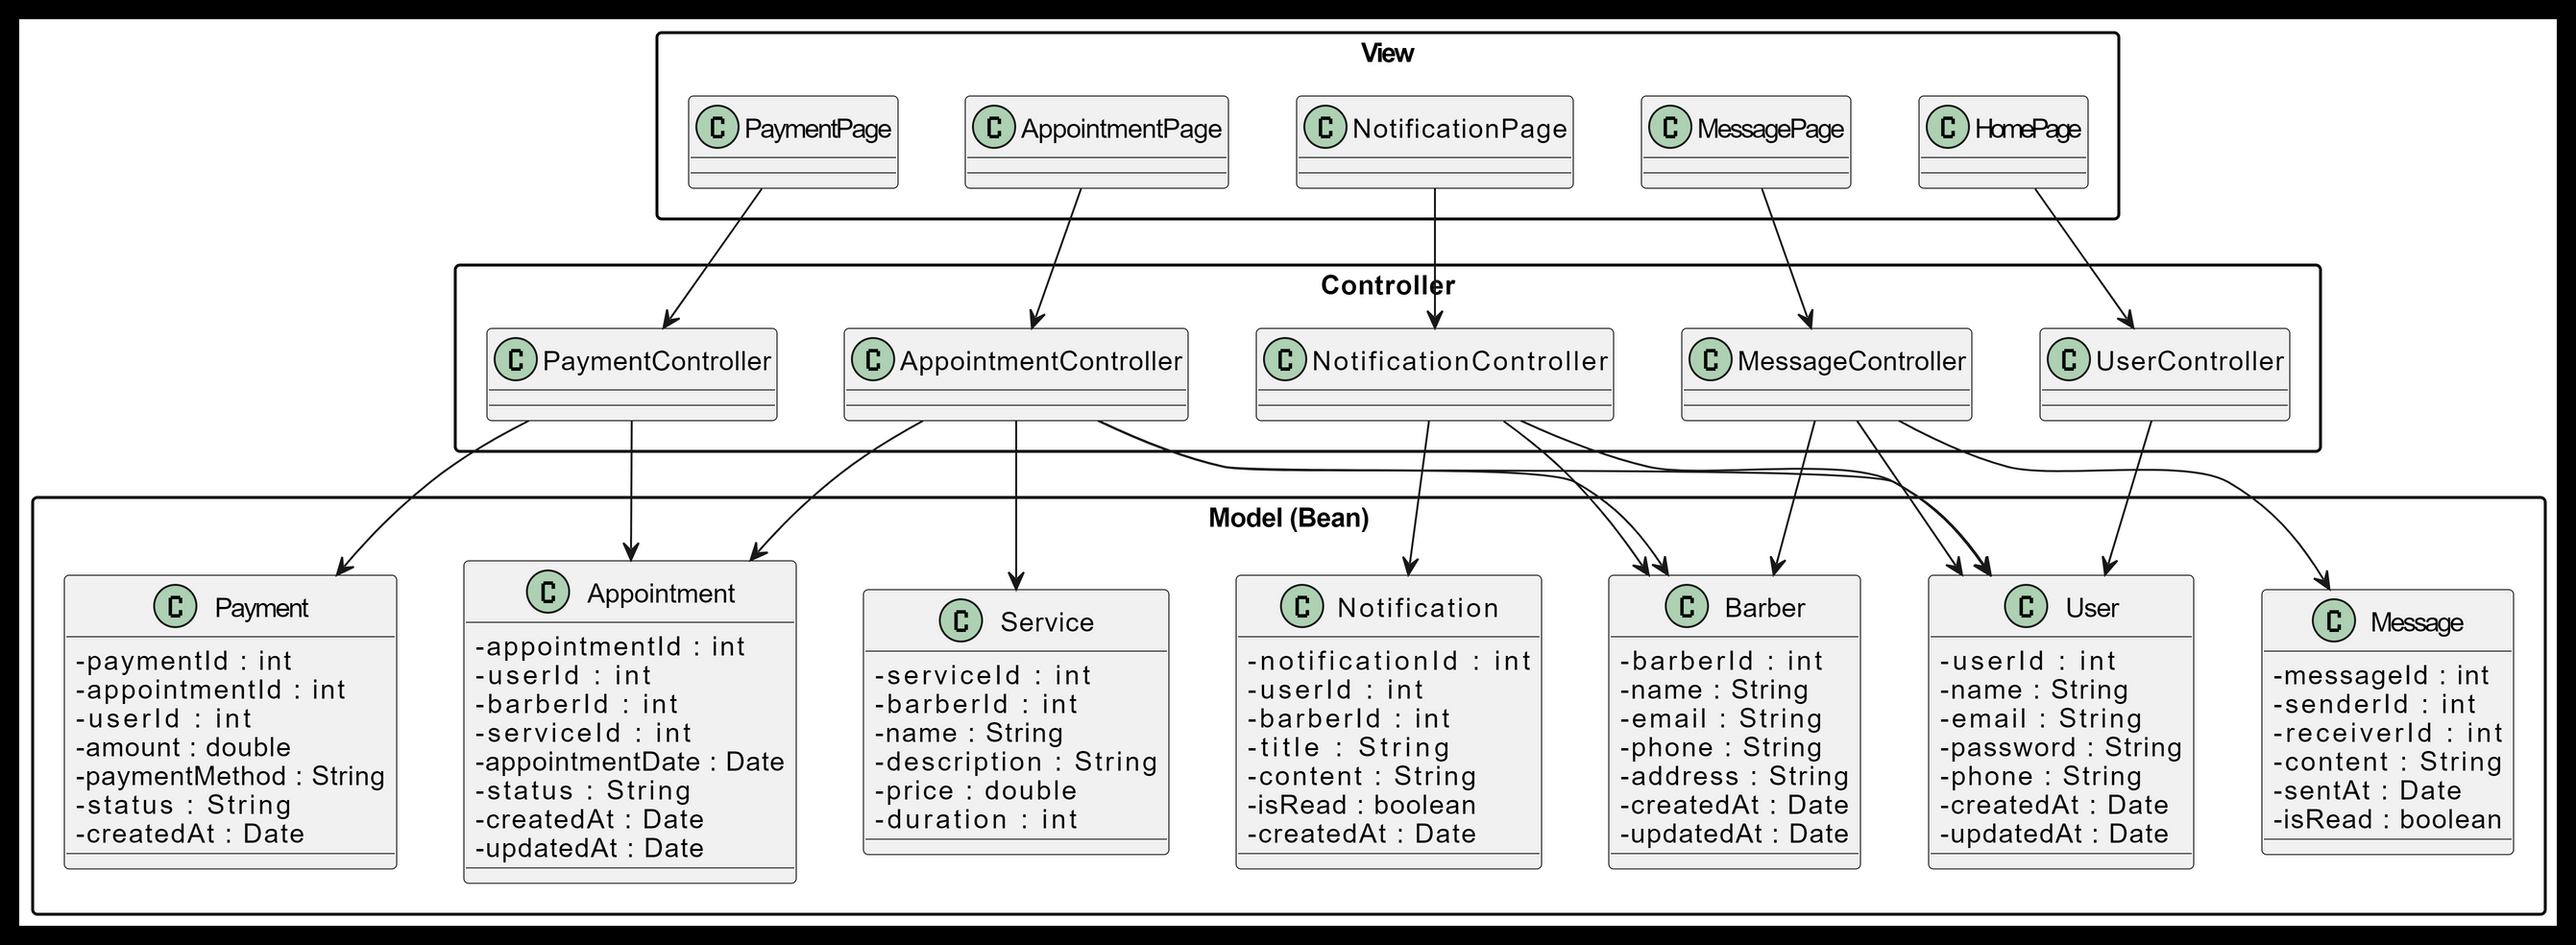 View
C PaymentPage
C AppointmentPage
C NotificationPage
C MessagePage
C HomePage
Controller
C PaymentController
C AppointmentController
C NotificationController
C MessageController
C UserController
Model (Bean)
C Payment
-paymentId : int
-appointmentId : int
-userId : int
-amount : double
-paymentMethod : String
-status : String
-createdAt : Date
C Appointment
-appointmentId : int
-userId : int
-barberId : int
-serviceId : int
-appointmentDate : Date
-status : String
-createdAt : Date
-updatedAt : Date
C Service
-serviceId : int
-barberId : int
-name : String
-description : String
-price : double
-duration : int
C Notification
-notificationId : int
-userId : int
-barberId : int
-title : String
-content : String
-isRead : boolean
-createdAt : Date
C Barber
-barberId : int
-name : String
-email : String
-phone : String
-address : String
-createdAt : Date
-updatedAt : Date
C User
-userId : int
-name : String
-email : String
-password : String
-phone : String
-createdAt : Date
-updatedAt : Date
C Message
-messageId : int
-senderId : int
-receiverId : int
-content : String
-sentAt : Date
-isRead : boolean